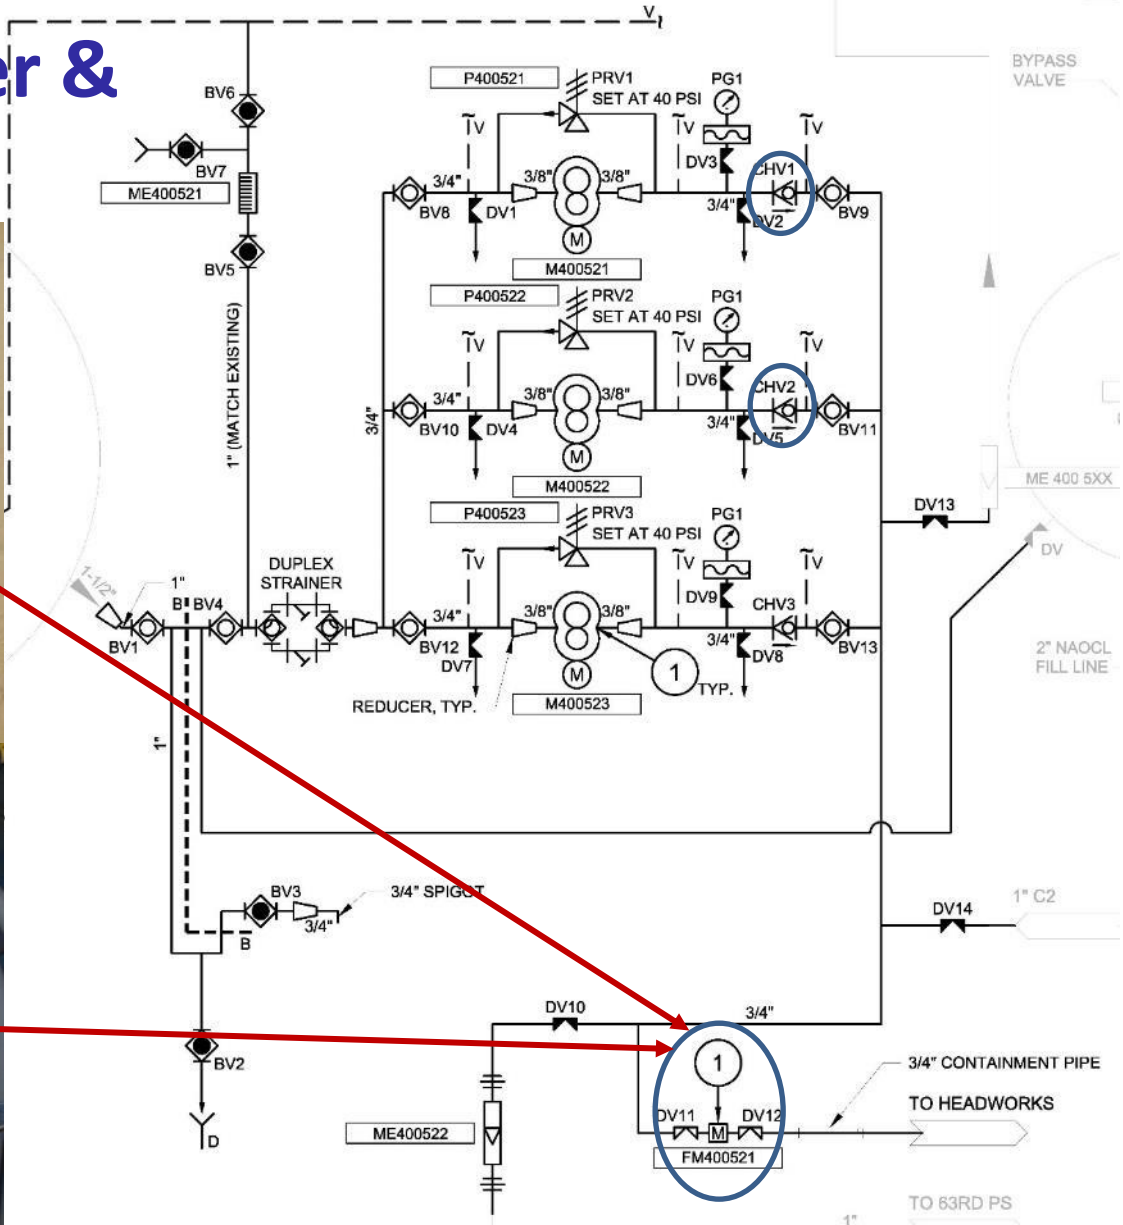 er &
V
BYPASS
VALVE
BV6
P400521
PRV1
SET AT 40 PSI
PG1
V
V
V
BV7
ME400521
DV3
CHV1
3/4"
3/8"
3/8"
BV8
DV1
3/4"
DV2
BV9
M
M400521
BV5
P400522
PRV2
SET AT 40 PSI
PG1
V
V
V
1" (MATCH EXISTING)
DV6
CHV2
3/4"
3/4"
3/8"
3/8"
BV10
DV4
3/4"
DV5
BV11
M
M400522
ME 400 5XX
P400523
PRV3
SET AT 40 PSI
PG1
DV13
V
V
V
DV
DUPLEX
STRAINER
1-1/2"
1"
B
BV4
DV9
CHV3
3/4"
3/8"
3/8"
BV1
BV12
DV7
3/4"
DV8
BV13
2" NAOCL
FILL LINE
M
1
TYP.
REDUCER, TYP.
M400523
1"
BV3
3/4" SPIGOT
3/4"
B
1" C2
DV14
DV10
3/4"
BV2
1
3/4" CONTAINMENT PIPE
TO HEADWORKS
DV11
DV12
M
D
ME400522
FM400521
TO 63RD PS
1"